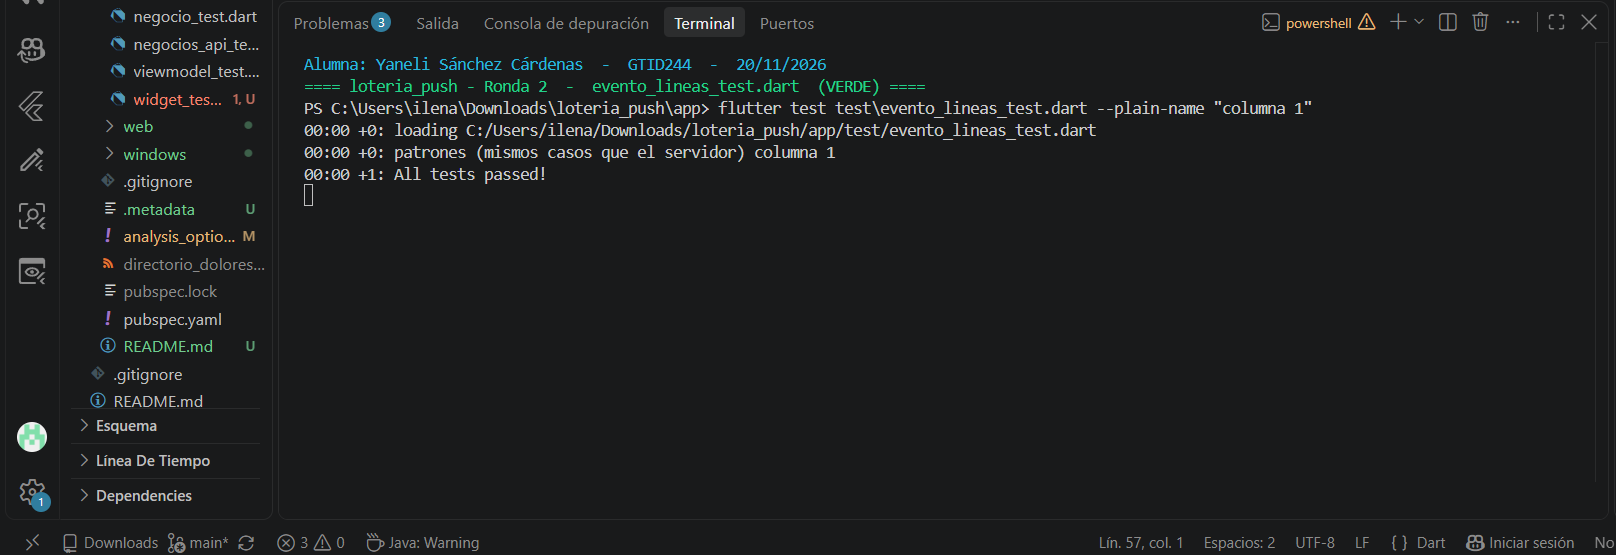 negocio_test.dart
negocios_api_te...
viewmodel_test....
widget_tes... 1, U
web
windows
.gitignore
.metadata U
analysis_optio... M
directorio_dolores...
pubspec.lock
pubspec.yaml
README.md U
.gitignore
README.md
Esquema
Línea De Tiempo
Dependencies
1
Problemas 3 Salida Consola de depuración Terminal Puertos
powershell
Alumna: Yaneli Sánchez Cárdenas - GTID244 - 20/11/2026
==== loteria_push - Ronda 2 - evento_lineas_test.dart (VERDE) ====
PS C:\Users\ilena\Downloads\loteria_push\app> flutter test test\evento_lineas_test.dart --plain-name "columna 1"
00:00 +0: loading C:/Users/ilena/Downloads/loteria_push/app/test/evento_lineas_test.dart
00:00 +0: patrones (mismos casos que el servidor) columna 1
00:00 +1: All tests passed!
Downloads main* 3 0 Java: Warning
Lín. 57, col. 1 Espacios: 2 UTF-8 LF { } Dart Iniciar sesión No